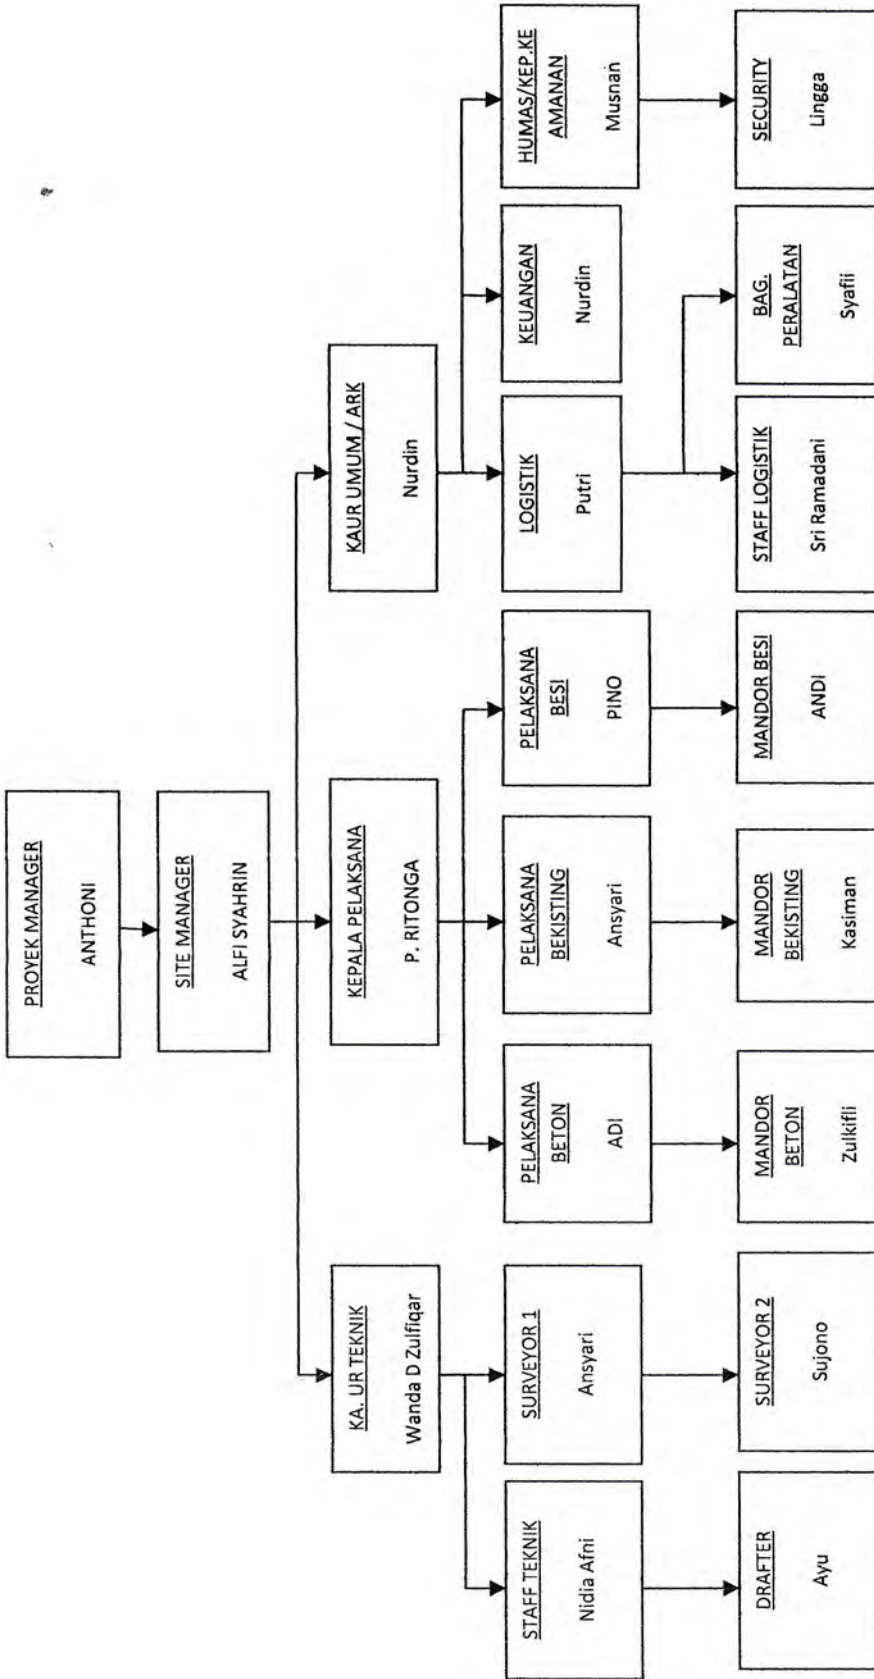 PROYEK MANAGER
ANTHONI
SITE MANAGER
ALFI SYAHRIN
KA. UR TEKNIK
Wanda D Zulfiqar
KEPALA PELAKSANA
P. RITONGA
KAUR UMUM / ARK
Nurdin
STAFF TEKNIK
Nidia Afni
SURVEYOR 1
Ansyari
PELAKSANA
BETON
ADI
PELAKSANA
BEKISTING
Ansyari
PELAKSANA
BESI
PINO
LOGISTIK
Putri
KEUANGAN
Nurdin
HUMAS/KEP.KE
AMANAN
Musnan
DRAFTER
Ayu
SURVEYOR 2
Sujono
MANDOR
BETON
Zulkifli
MANDOR
BEKISTING
Kasiman
MANDOR BESI
ANDI
STAFF LOGISTIK
Sri Ramadani
BAG.
PERALATAN
Syafii
SECURITY
Lingga